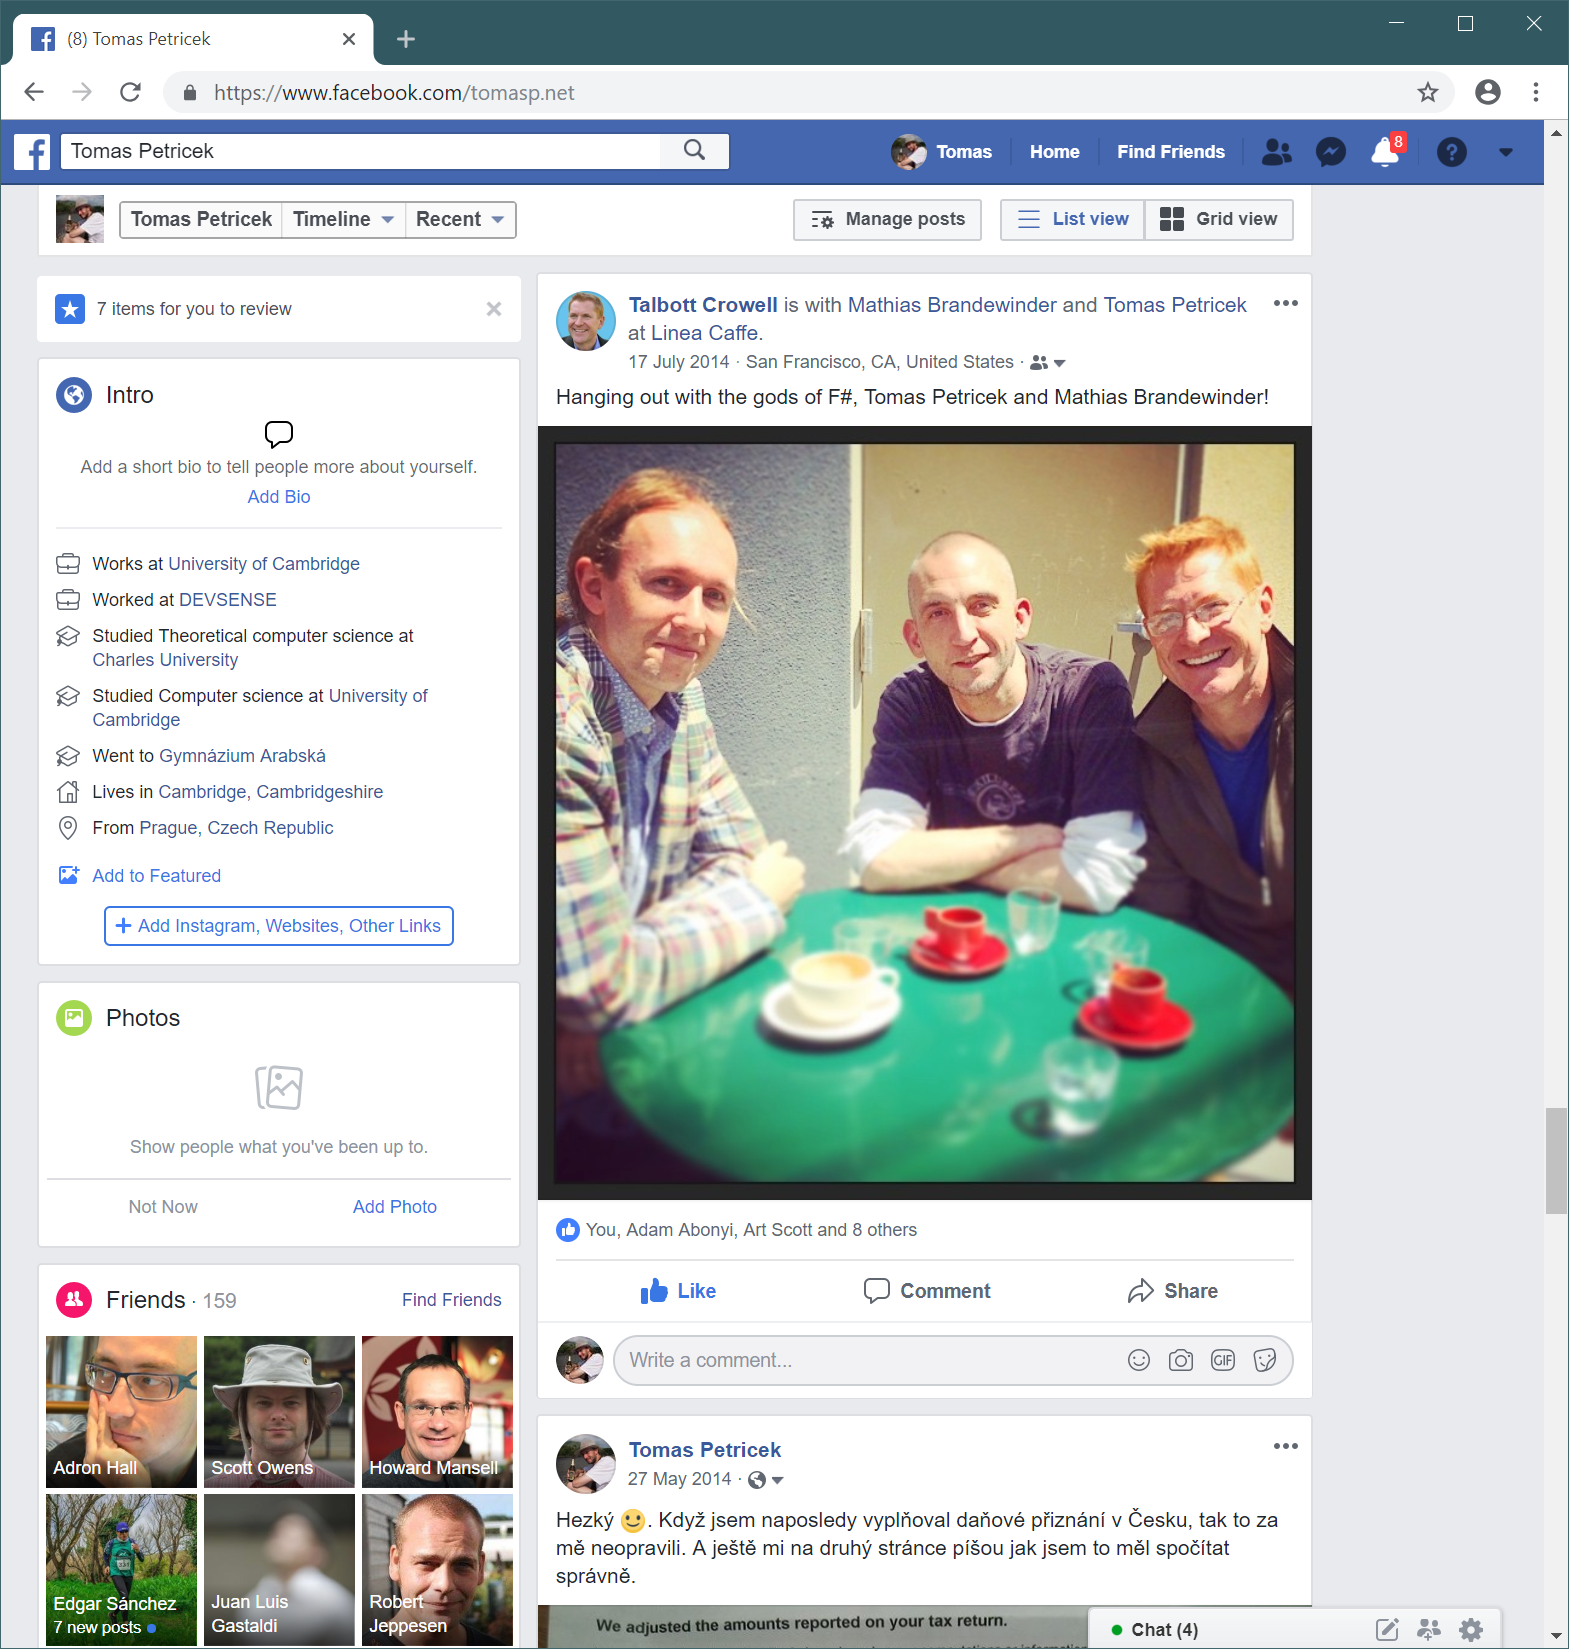 (8) Tomas Petricek
https://www.facebook.com/tomasp.net
Tomas Petricek
Tomas
Home
Find Friends
8
Tomas Petricek
Timeline
Recent
Manage posts
List view
Grid view
7 items for you to review
Intro
Add a short bio to tell people more about yourself.
Add Bio
Works at University of Cambridge
Worked at DEVSENSE
Studied Theoretical computer science at
Charles University
Studied Computer science at University of
Cambridge
Went to Gymnázium Arabská
Lives in Cambridge, Cambridgeshire
From Prague, Czech Republic
Add to Featured
+ Add Instagram, Websites, Other Links
Photos
Show people what you've been up to.
Not Now
Add Photo
Friends · 159
Find Friends
Adron Hall
Scott Owens
Howard Mansell
Edgar Sánchez
7 new posts
Juan Luis
Gastaldi
Robert
Jeppesen
Talbott Crowell is with Mathias Brandewinder and Tomas Petricek
at Linea Caffe.
17 July 2014 · San Francisco, CA, United States ·
Hanging out with the gods of F#, Tomas Petricek and Mathias Brandewinder!
You, Adam Abonyi, Art Scott and 8 others
Like
Comment
Share
Write a comment...
GIF
Tomas Petricek
27 May 2014 ·
Hezký 🙂. Když jsem naposledy vyplňoval daňové přiznání v Česku, tak to za
mě neopravili. A ještě mi na druhý stránce píšou jak jsem to měl spočítat
správně.
We adjusted the amounts reported on your tax return.
Chat (4)